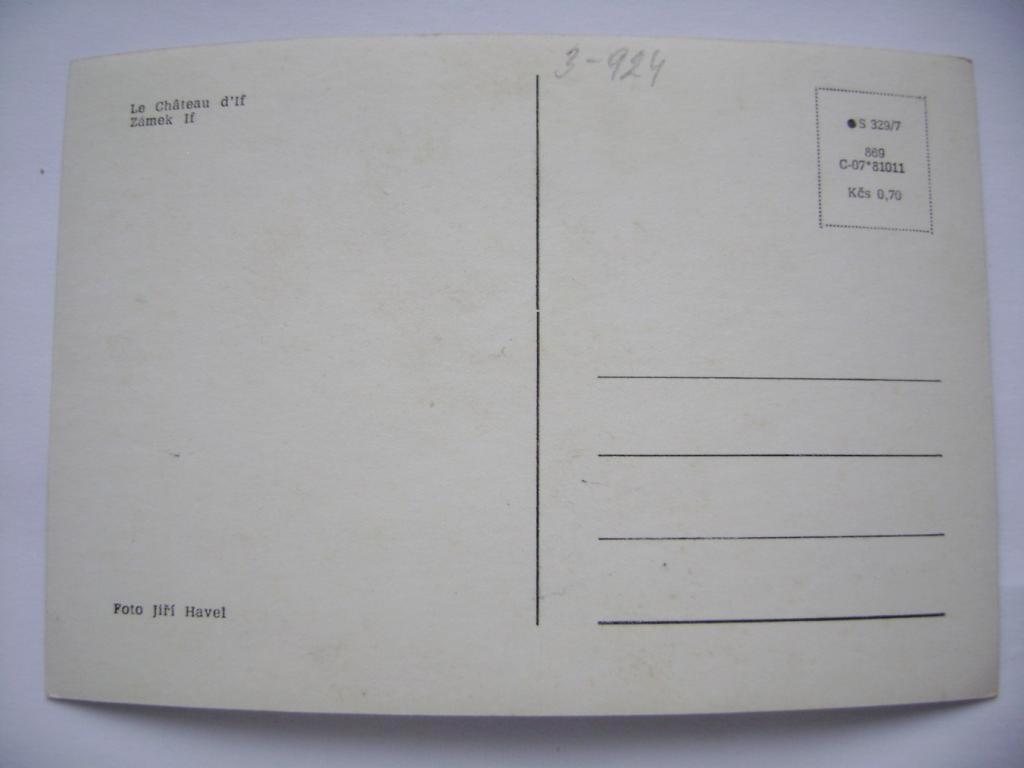 3-924
Le Château d'If
Zámek If
Foto Jiří Havel
S 329/7
869
C-07*81011
Kčs 0,70